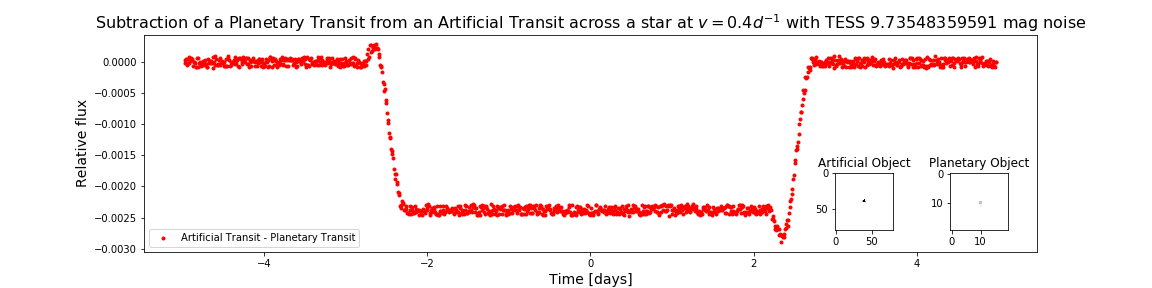 Subtraction of a Planetary Transit from an Artificial Transit across a star at v = 0.4d⁻¹ with TESS 9.73548359591 mag noise
Relative flux
0.0000
−0.0005
−0.0010
−0.0015
−0.0020
−0.0025
−0.0030
Artificial Transit - Planetary Transit
Artificial Object
0
50
0 50
Planetary Object
0
10
0 10
−4 −2 0 2 4
Time [days]